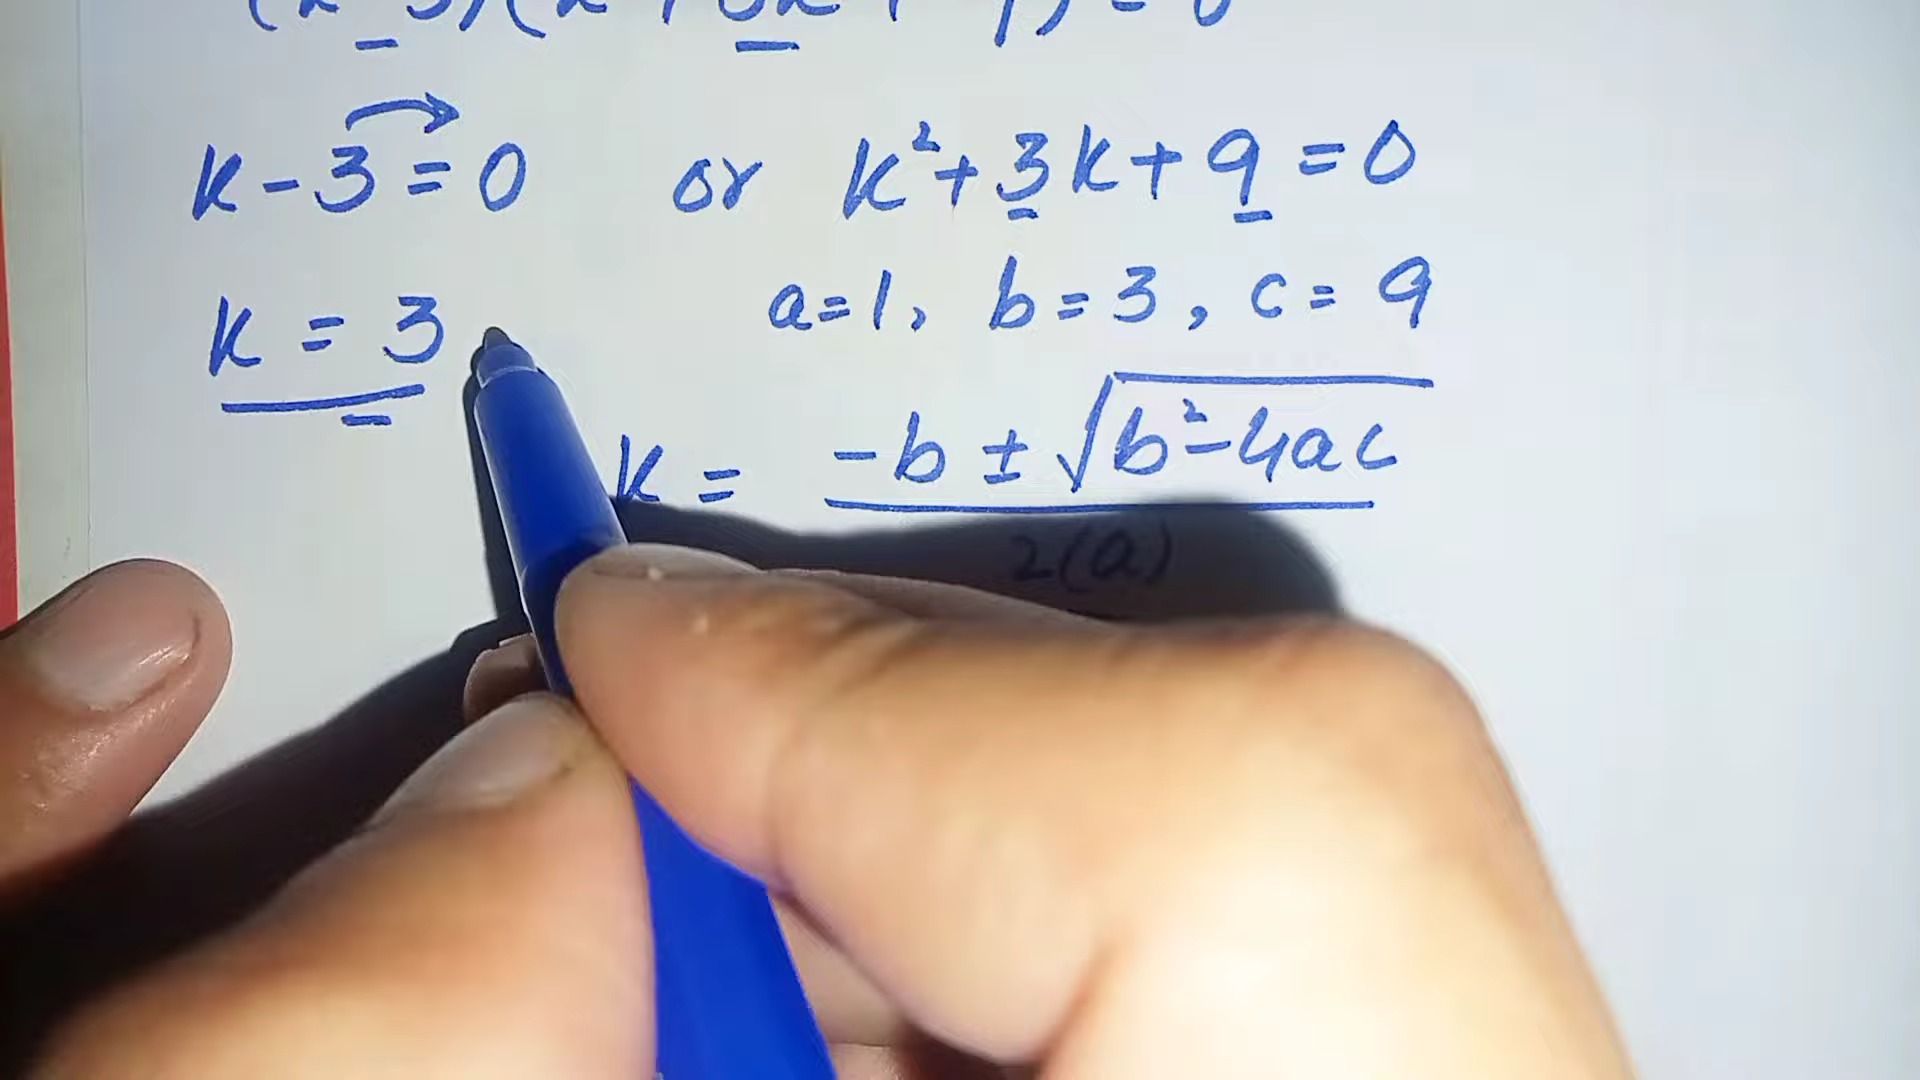 k - 3 = 0 or k² + 3k + 9 = 0
k = 3 a=1, b=3, c=9
k = -b ± √b²-4ac
2(a)